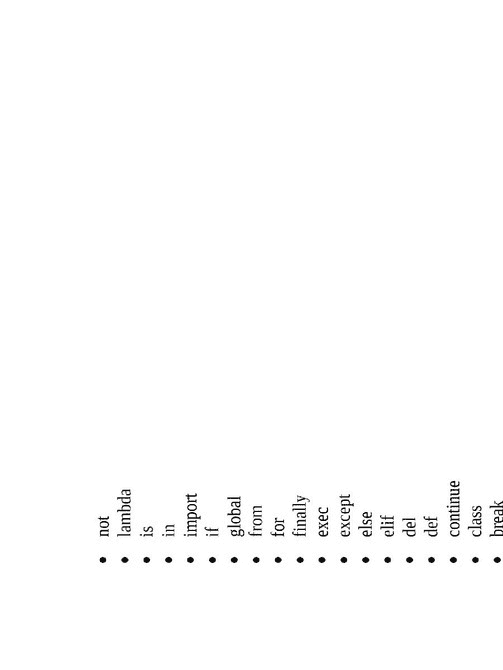 • not
• lambda
• is
• in
• import
• if
• global
• from
• for
• finally
• exec
• except
• else
• elif
• del
• def
• continue
• class
• break